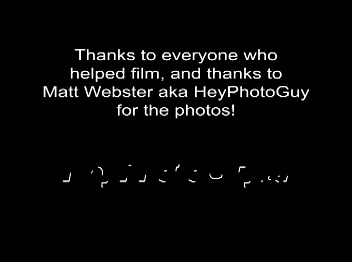 Thanks to everyone who
helped film, and thanks to
Matt Webster aka HeyPhotoGuy
for the photos!